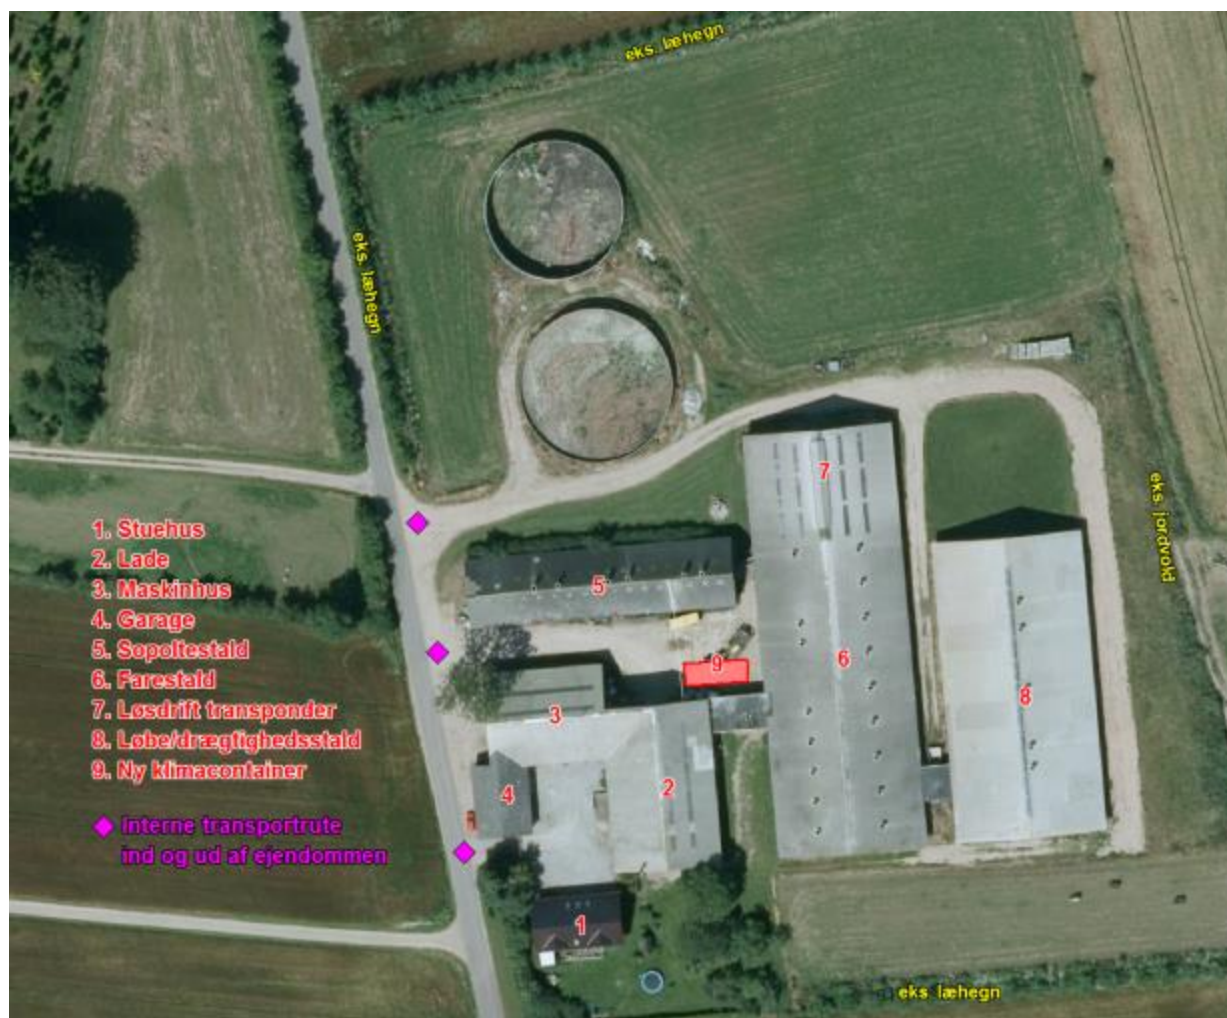 eks. læhegn
eks. læhegn
7
eks. jordvold
1. Stuehus
2. Lade
3. Maskinhus
4. Garage
5. Sopoltestald
6. Farestald
7. Løsdrift transponder
8. Løbe/drægtighedsstald
9. Ny klimacontainer
Interne transportrute
ind og ud af ejendommen
5
9
6
8
3
2
4
1
eks læhegn